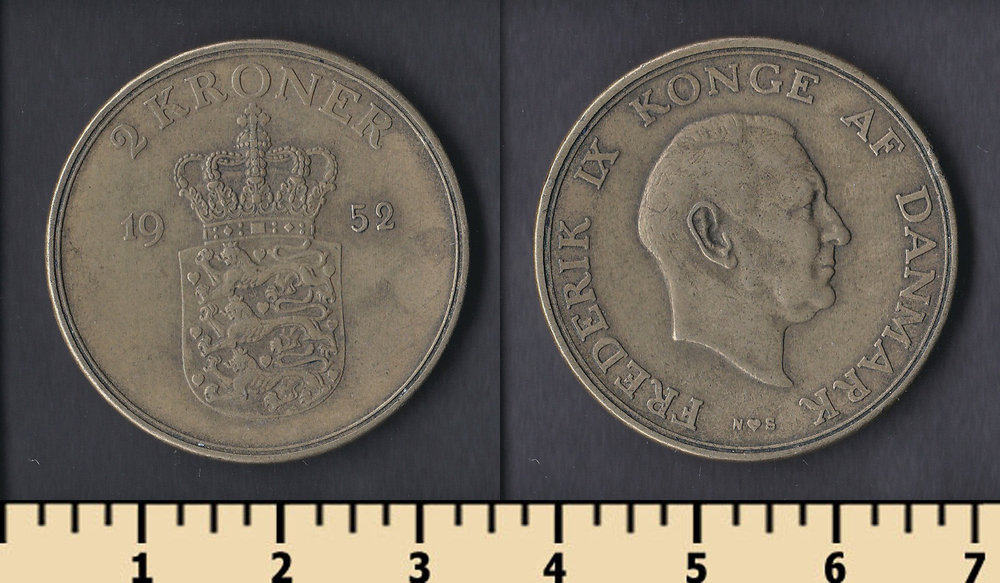 2 KRONER
19 52
FREDERIK IX KONGE AF DANMARK
N♥S
1 2 3 4 5 6 7